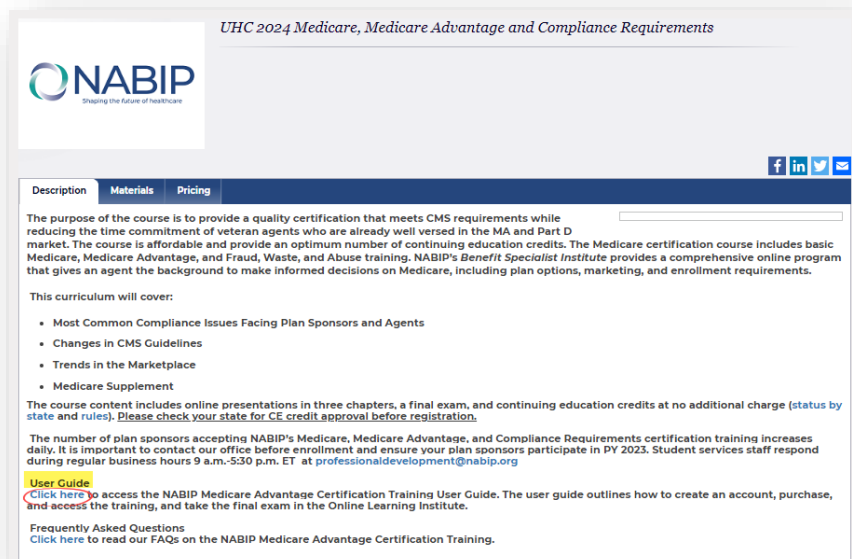 UHC 2024 Medicare, Medicare Advantage and Compliance Requirements
NABIP
Shaping the future of healthcare
Description Materials Pricing
The purpose of the course is to provide a quality certification that meets CMS requirements while
reducing the time commitment of veteran agents who are already well versed in the MA and Part D
market. The course is affordable and provide an optimum number of continuing education credits. The Medicare certification course includes basic
Medicare, Medicare Advantage, and Fraud, Waste, and Abuse training. NABIP's Benefit Specialist Institute provides a comprehensive online program
that gives an agent the background to make informed decisions on Medicare, including plan options, marketing, and enrollment requirements.
This curriculum will cover:
• Most Common Compliance Issues Facing Plan Sponsors and Agents
• Changes in CMS Guidelines
• Trends in the Marketplace
• Medicare Supplement
The course content includes online presentations in three chapters, a final exam, and continuing education credits at no additional charge (status by
state and rules). Please check your state for CE credit approval before registration.
The number of plan sponsors accepting NABIP's Medicare, Medicare Advantage, and Compliance Requirements certification training increases
daily. It is important to contact our office before enrollment and ensure your plan sponsors participate in PY 2023. Student services staff respond
during regular business hours 9 a.m.-5:30 p.m. ET at professionaldevelopment@nabip.org
User Guide
Click here to access the NABIP Medicare Advantage Certification Training User Guide. The user guide outlines how to create an account, purchase,
and access the training, and take the final exam in the Online Learning Institute.
Frequently Asked Questions
Click here to read our FAQs on the NABIP Medicare Advantage Certification Training.